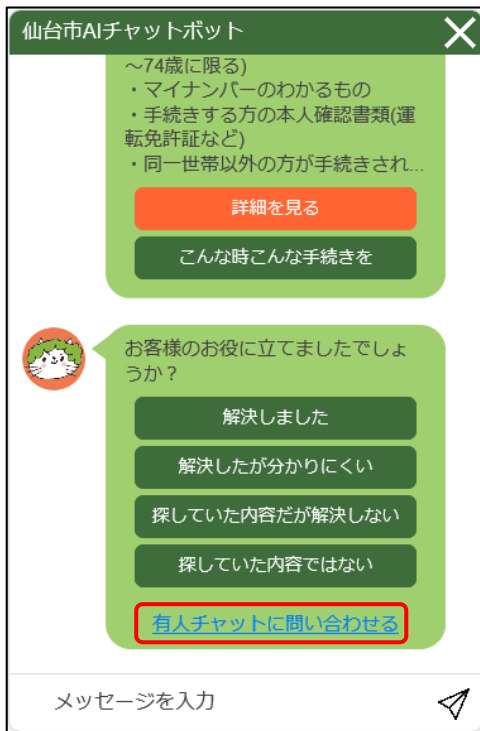 仙台市AIチャットボット
～74歳に限る)
・マイナンバーのわかるもの
・手続きする方の本人確認書類(運
転免許証など)
・同一世帯以外の方が手続きされ...
詳細を見る
こんな時こんな手続きを
お客様のお役に立てましたでしょ
うか？
解決しました
解決したが分かりにくい
探していた内容だが解決しない
探していた内容ではない
有人チャットに問い合わせる
メッセージを入力